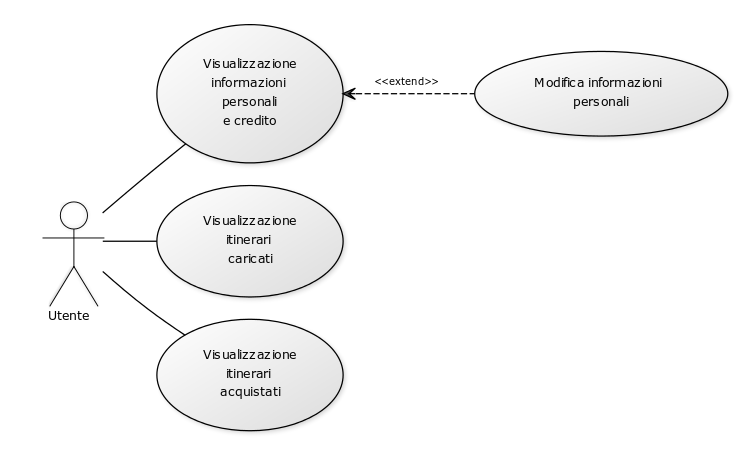 Visualizzazione
informazioni
personali
e credito
<<extend>>
Modifica informazioni
personali
Visualizzazione
itinerari
caricati
Utente
Visualizzazione
itinerari
acquistati